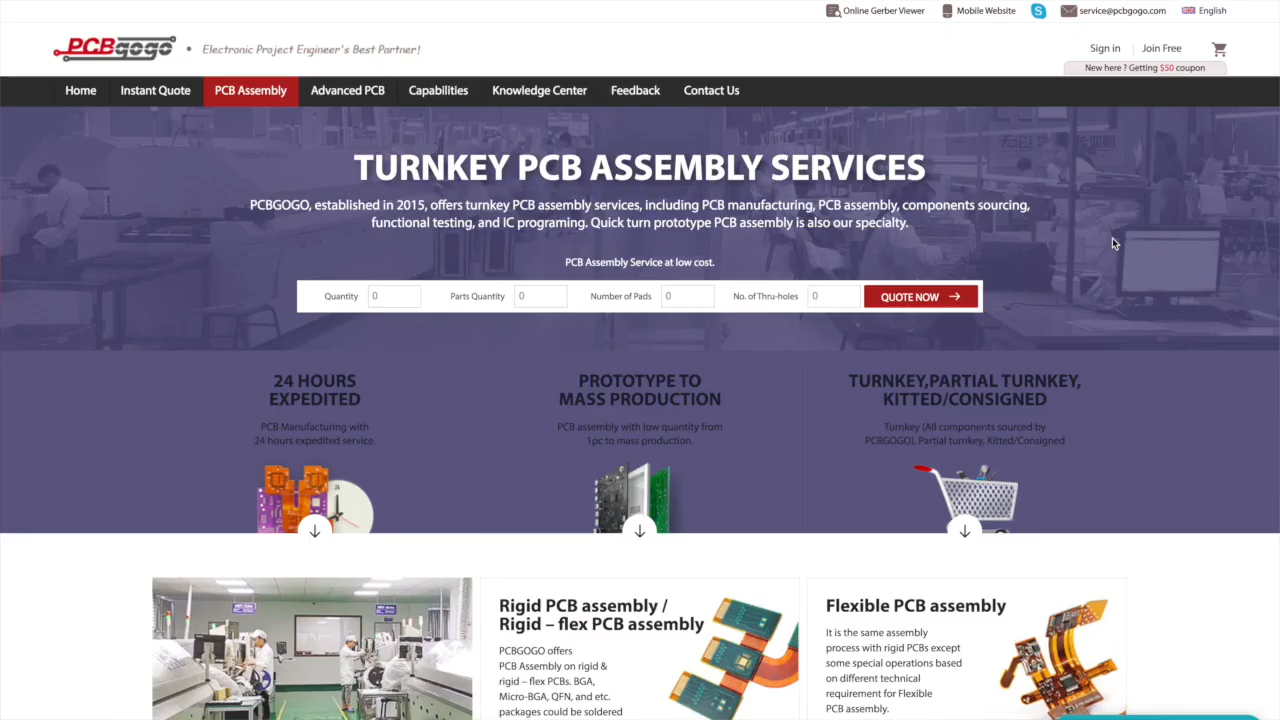 Online Gerber Viewer Mobile Website service@pcbgogo.com English
PCBgogo • Electronic Project Engineer's Best Partner!
Sign in Join Free
New here ? Getting $50 coupon
Home Instant Quote PCB Assembly Advanced PCB Capabilities Knowledge Center Feedback Contact Us
TURNKEY PCB ASSEMBLY SERVICES
PCBGOGO, established in 2015, offers turnkey PCB assembly services, including PCB manufacturing, PCB assembly, components sourcing,
functional testing, and IC programing. Quick turn prototype PCB assembly is also our specialty.
PCB Assembly Service at low cost.
Quantity 0 Parts Quantity 0 Number of Pads 0 No. of Thru-holes 0 QUOTE NOW
24 HOURS
EXPEDITED
PCB Manufacturing with
24 hours expedited service.
PROTOTYPE TO
MASS PRODUCTION
PCB assembly with low quantity from
1pc to mass production.
TURNKEY,PARTIAL TURNKEY,
KITTED/CONSIGNED
Turnkey (All components sourced by
PCBGOGO), Partial turnkey, Kitted/Consigned
Rigid PCB assembly /
Rigid – flex PCB assembly
PCBGOGO offers
PCB Assembly on rigid &
rigid – flex PCBs. BGA,
Micro-BGA, QFN, and etc.
packages could be soldered
Flexible PCB assembly
It is the same assembly
process with rigid PCBs except
some special operations based
on different technical
requirement for Flexible
PCB assembly.